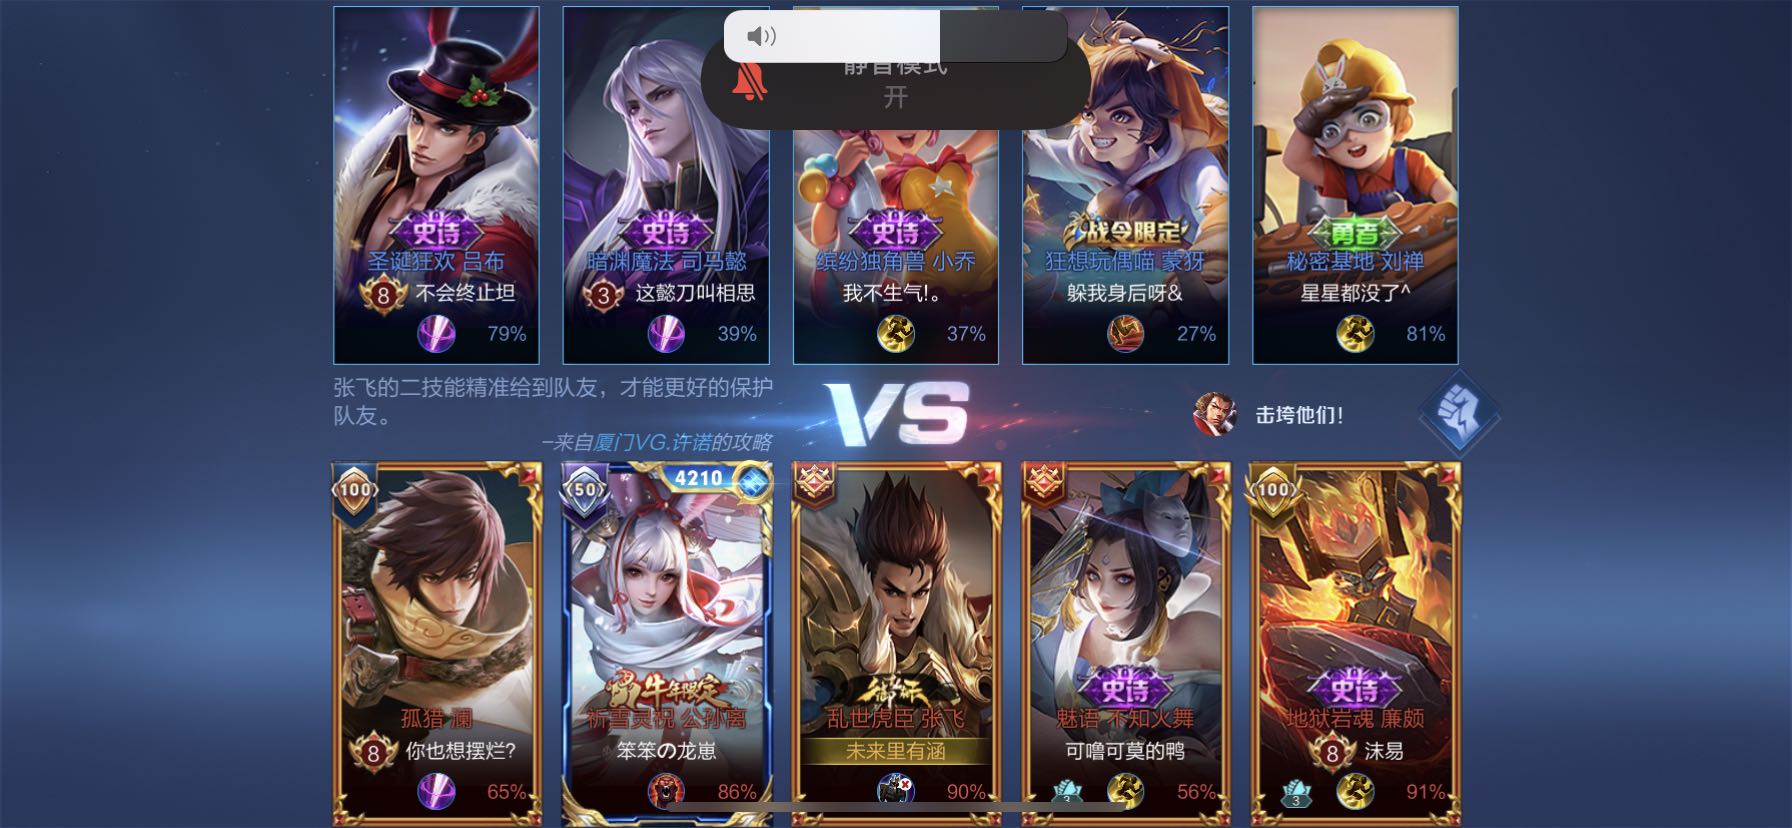 静音模式
开
史诗
史诗
史诗
战令限定
勇者
圣诞狂欢 吕布
暗渊魔法 司马懿
缤纷独角兽 小乔
狂想玩偶喵 蒙犽
秘密基地 刘禅
8 不会终止坦
3 这懿刀叫相思
我不生气!。
躲我身后呀&
星星都没了^
79%
39%
37%
27%
81%
张飞的二技能精准给到队友，才能更好的保护
队友。
–来自厦门VG.许诺的攻略
VS
击垮他们!
100
50
4210
100
牛年限定
御师
史诗
史诗
孤猎 澜
祈雪灵祝 公孙离
乱世虎臣 张飞
魅语 不知火舞
地狱岩魂 廉颇
8 你也想摆烂?
笨笨の龙崽
未来里有涵
可噜可莫的鸭
8 沫易
65%
86%
90%
3 56%
3 91%